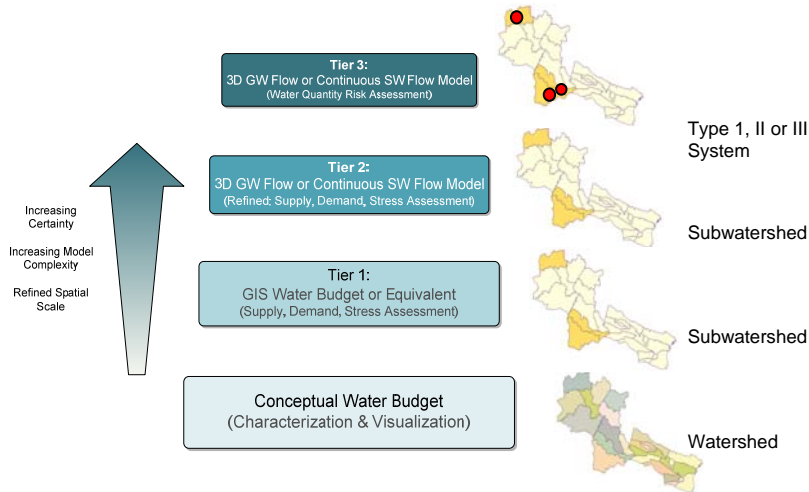 Tier 3:
3D GW Flow or Continuous SW Flow Model
(Water Quantity Risk Assessment)
Type 1, II or III
System
Tier 2:
3D GW Flow or Continuous SW Flow Model
(Refined: Supply, Demand, Stress Assessment)
Subwatershed
Increasing
Certainty
Increasing Model
Complexity
Refined Spatial
Scale
Tier 1:
GIS Water Budget or Equivalent
(Supply, Demand, Stress Assessment)
Subwatershed
Conceptual Water Budget
(Characterization & Visualization)
Watershed